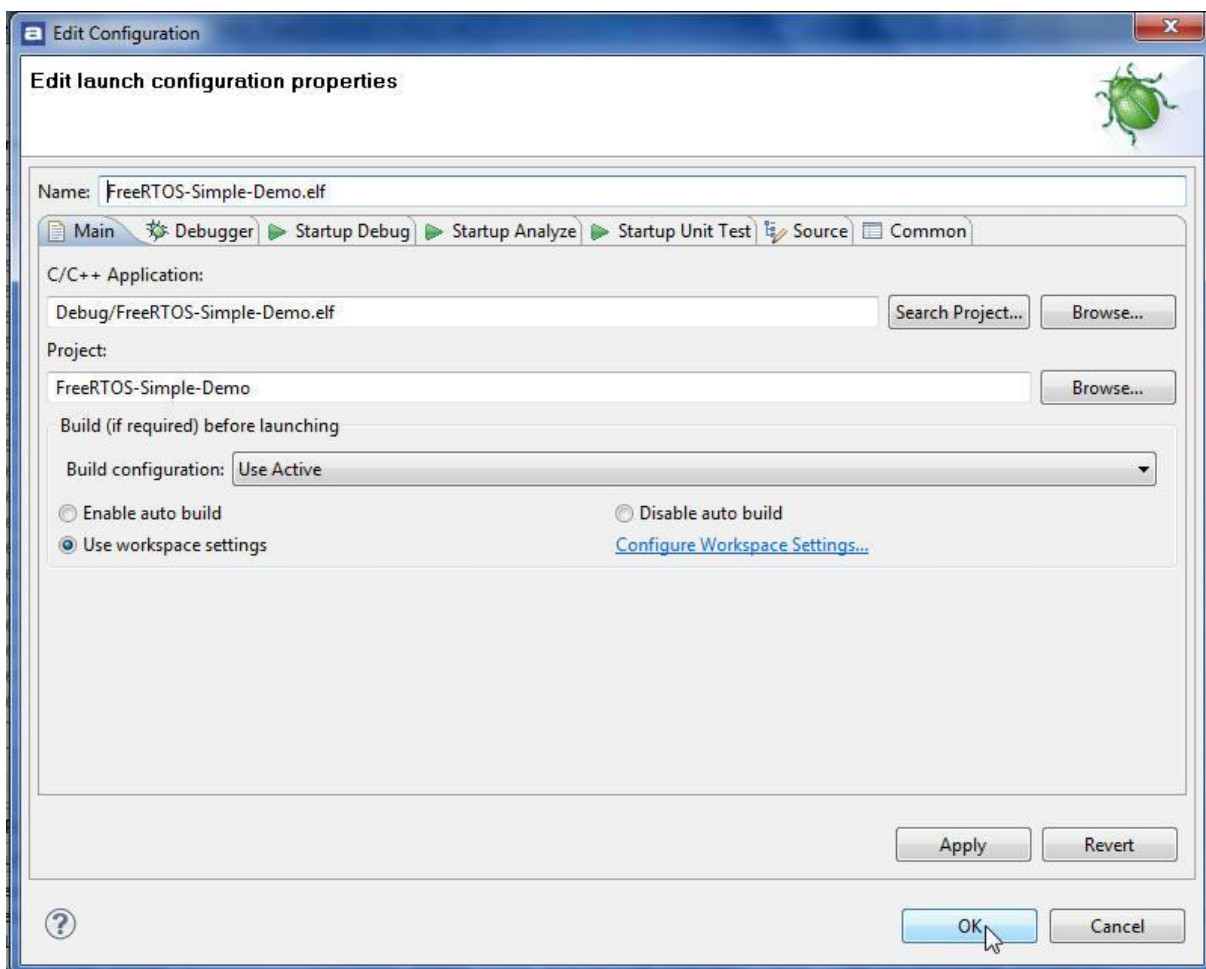 a Edit Configuration X
Edit launch configuration properties
Name: FreeRTOS-Simple-Demo.elf
Main Debugger Startup Debug Startup Analyze Startup Unit Test Source Common
C/C++ Application:
Debug/FreeRTOS-Simple-Demo.elf Search Project... Browse...
Project:
FreeRTOS-Simple-Demo Browse...
Build (if required) before launching
Build configuration: Use Active
Enable auto build Disable auto build
Use workspace settings Configure Workspace Settings...
Apply Revert
? OK Cancel